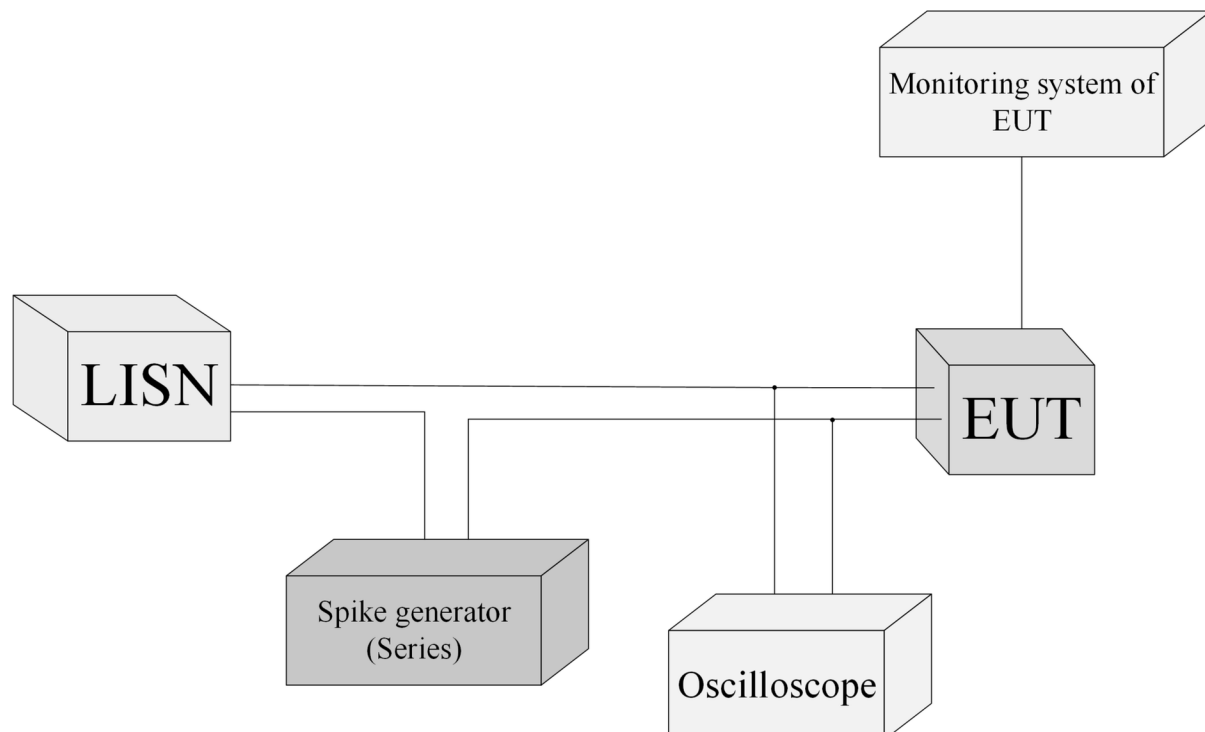 Monitoring system of
EUT
LISN
EUT
Spike generator
(Series)
Oscilloscope